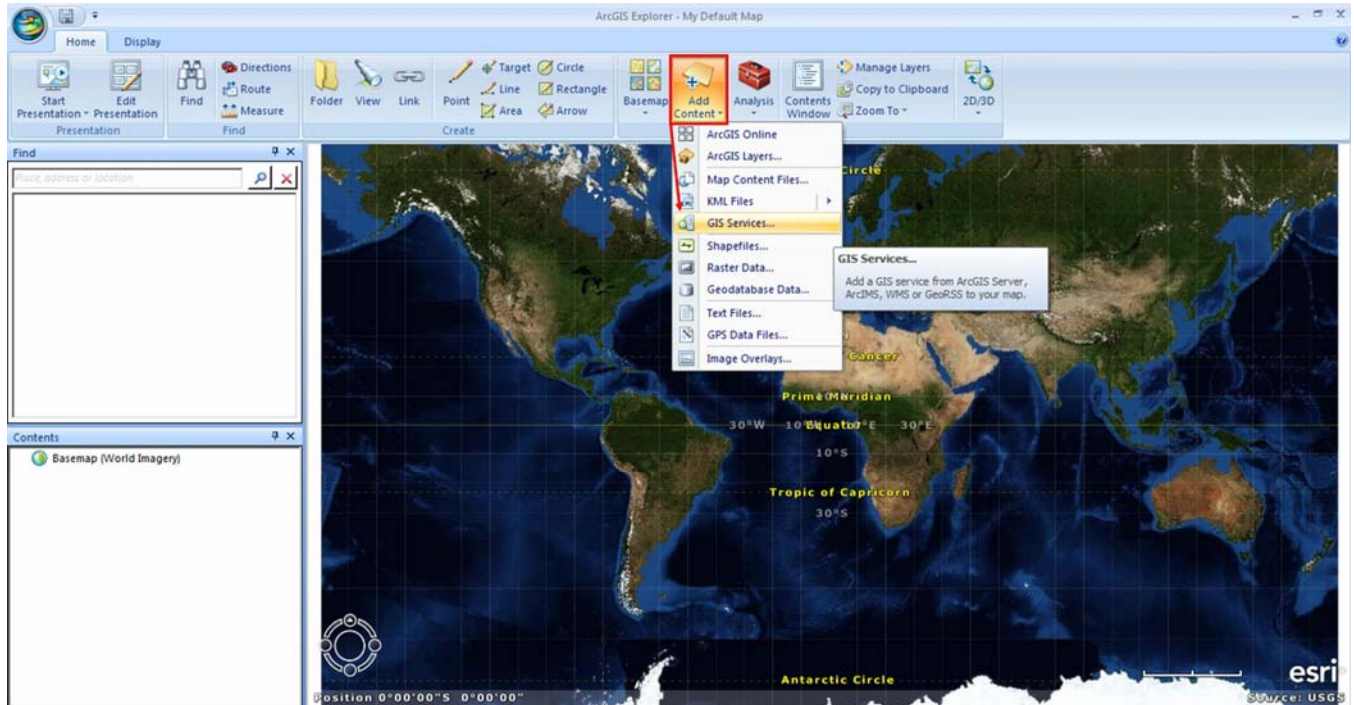 ArcGIS Explorer - My Default Map
Home Display
Start Presentation
Edit Presentation
Presentation
Find
Directions
Route
Measure
Find
Folder
View
Link
Point
Target
Line
Area
Circle
Rectangle
Arrow
Create
Basemap
Add Content
Analysis
Contents Window
Manage Layers
Copy to Clipboard
Zoom To
2D/3D
ArcGIS Online
ArcGIS Layers...
Map Content Files...
KML Files
GIS Services...
Shapefiles...
Raster Data...
Geodatabase Data...
Text Files...
GPS Data Files...
Image Overlays...
GIS Services...
Add a GIS service from ArcGIS Server,
ArcIMS, WMS or GeoRSS to your map.
Find
Place, address or location
Contents
Basemap (World Imagery)
Circle
Cancer
Prime Meridian
30°W
Equator
30°E
10°S
Tropic of Capricorn
30°S
Antarctic Circle
Position 0°00'00"S 0°00'00"
esri
Source: USGS